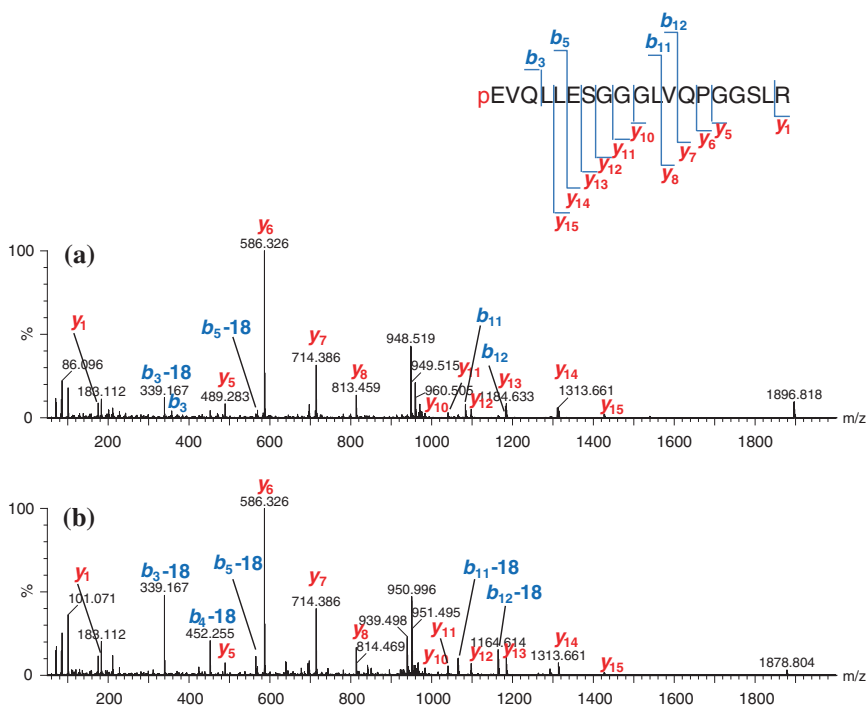 b12
b5
b11
b3
pEVQLLESGGGLVQPGGSLR
y1
y10
y5
y6
y11
y7
y12
y8
y13
y14
y15
(a)
100
%
y6
586.326
b5-18
b11
y1
y7
948.519
b12
b3-18
y8
949.515
y11
y14
86.096
714.386
960.505
1184.633
1313.661
1896.818
183.112
339.167
y5
813.459
y13
b3
489.283
y10
y12
y15
0
200 400 600 800 1000 1200 1400 1600 1800 m/z
(b)
100
%
y6
586.326
b5-18
b11-18
y1
b3-18
y7
950.996
b12-18
101.071
339.167
714.386
939.498
951.495
b4-18
y11
1164.614
y14
183.112
452.255
y8
1313.661
y5
814.469
y10
y12
y13
y15
1878.804
0
200 400 600 800 1000 1200 1400 1600 1800 m/z